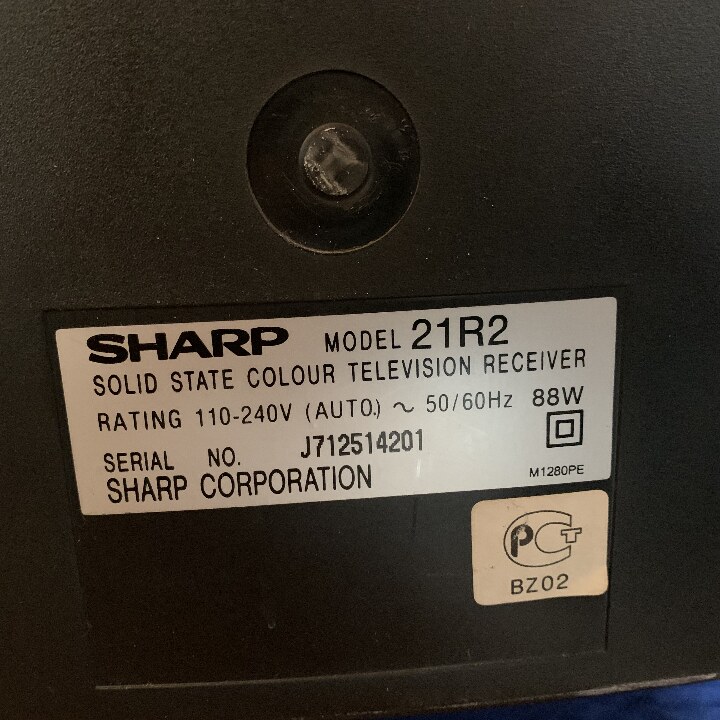 SHARP MODEL 21R2
SOLID STATE COLOUR TELEVISION RECEIVER
RATING 110-240V (AUTO.) ~ 50/60Hz 88W
SERIAL NO. J712514201
SHARP CORPORATION M1280PE
PCT
BZ02